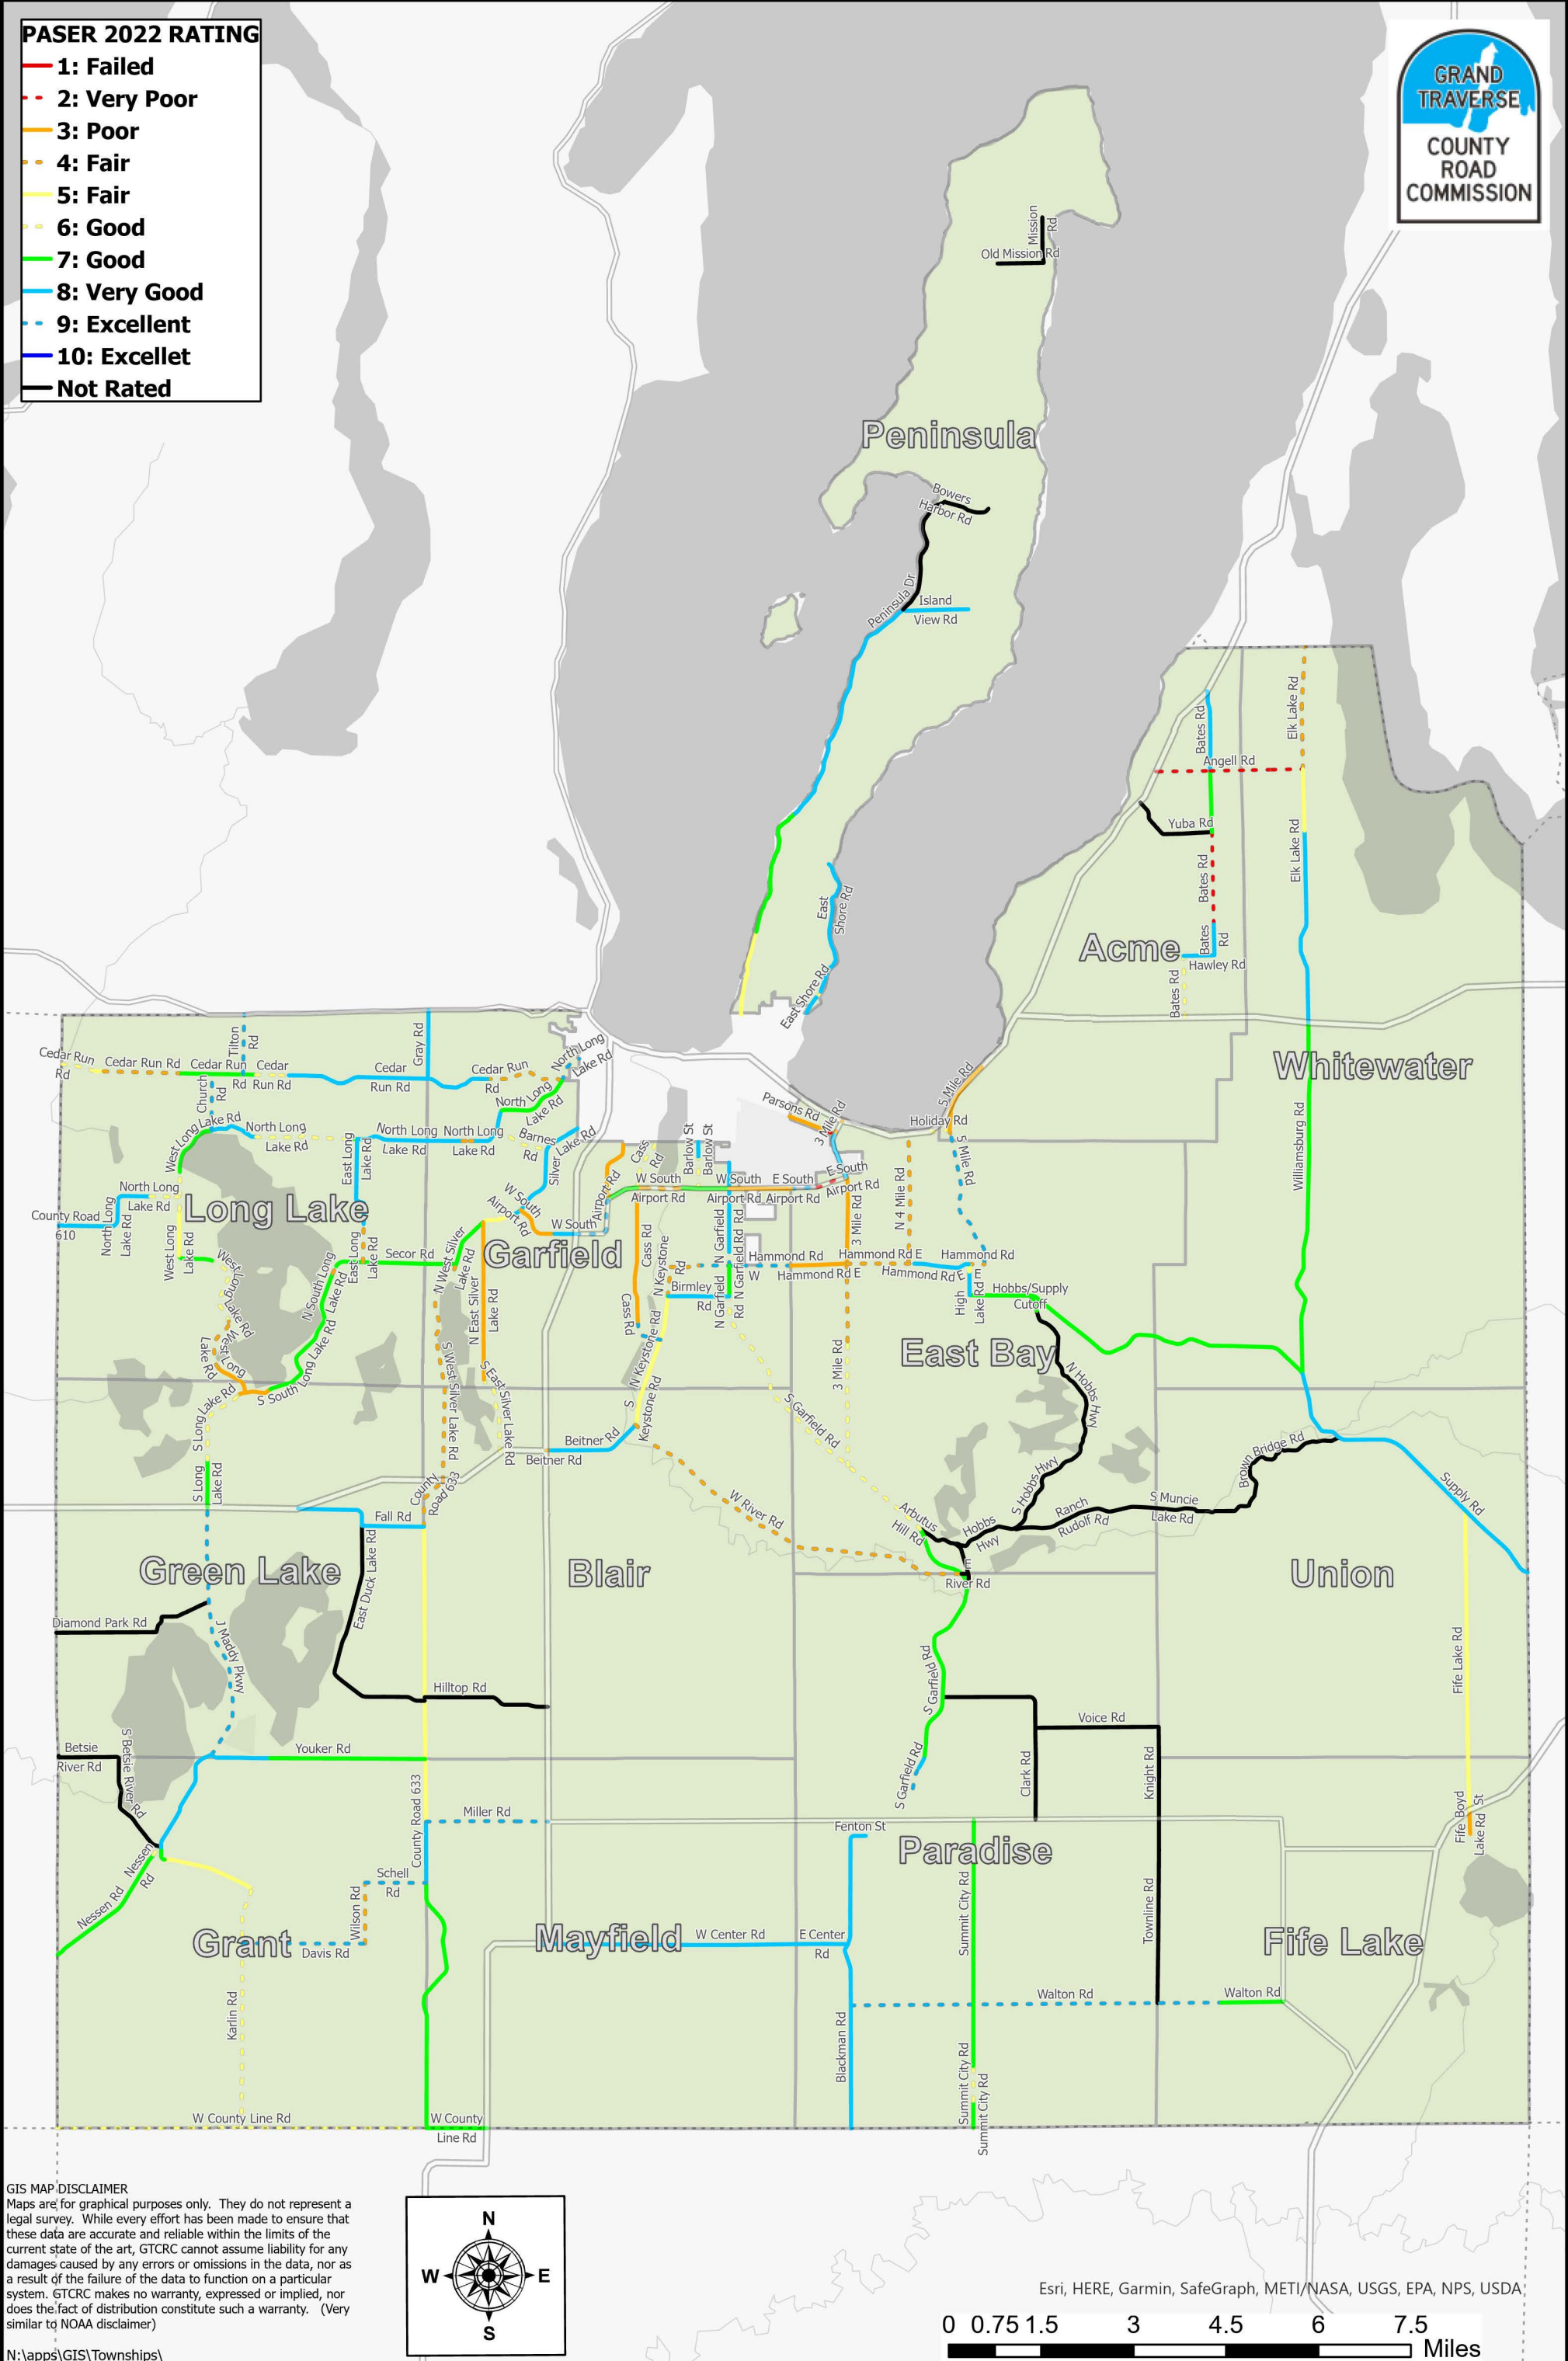 PASER 2022 RATING
1: Failed
2: Very Poor
3: Poor
4: Fair
5: Fair
6: Good
7: Good
8: Very Good
9: Excellent
10: Excellet
Not Rated
GRAND
TRAVERSE
COUNTY
ROAD
COMMISSION
Mission
Rd
Old Mission Rd
Peninsula
Bowers
Harbor Rd
Peninsula Dr
Island
View Rd
East
Shore Rd
East Shore Rd
Bates Rd
Elk Lake Rd
Angell Rd
Yuba Rd
Elk Lake Rd
Bates Rd
Acme
Bates
Rd
Hawley Rd
Bates Rd
Whitewater
Williamsburg Rd
Cedar Run
Rd
Cedar Run Rd
Tilton
Rd
Cedar Run
Rd
Cedar
Run Rd
Gray Rd
Cedar
Run Rd
Cedar Run
Rd
North Long
Lake Rd
Church
Rd
North Long
Lake Rd
West Long Lake Rd
North Long
Lake Rd
East Long
Lake Rd
North Long
Lake Rd
North Long
Lake Rd
Barnes
Rd
Silver Lake Rd
North Long
Lake Rd
County Road
610
North Long
Lake Rd
West Long
Lake Rd
Long Lake
East Long
Lake Rd
Secor Rd
N West Silver
Lake Rd
Garfield
W South
Airport Rd
W South
Airport Rd
Cass
Rd
Barlow St
Barlow St
W South
Airport Rd
W South
Airport Rd
E South
Airport Rd
E South
Airport Rd
Parsons Rd
3 Mile Rd
Holiday Rd
5 Mile Rd
5 Mile Rd
N 4 Mile Rd
3 Mile Rd
Cass Rd
N Keystone
Rd
N Garfield
Rd
N Garfield Rd
Hammond Rd
W
Hammond Rd E
Hammond Rd E
Hammond Rd E
Hammond Rd
E
Birmley
Rd
N Garfield
Rd
High
Lake Rd
Hobbs/Supply
Cutoff
West Long
Lake Rd
West Long
Lake Rd
N South Long
Lake Rd
S South Long Lake Rd
S Long Lake Rd
N East Silver
Lake Rd
S West Silver Lake Rd
S East Silver Lake Rd
Cass Rd
N Keystone Rd
S
Keystone Rd
Beitner Rd
Beitner Rd
3 Mile Rd
S Garfield Rd
East Bay
N Hobbs Hwy
S Hobbs Hwy
Brown Bridge Rd
Supply Rd
S Long
Lake Rd
County
Road 633
Fall Rd
W River Rd
Arbutus
Hill Rd
Hobbs
Hwy
Ranch
Rudolf Rd
S Muncie
Lake Rd
E
River Rd
Green Lake
East Duck Lake Rd
Blair
Union
Diamond Park Rd
J Maddy Pkwy
Hilltop Rd
S Garfield Rd
Fife Lake Rd
Voice Rd
Betsie
River Rd
S Betsie River Rd
Youker Rd
S Garfield Rd
Clark Rd
Knight Rd
County Road 633
Miller Rd
Fenton St
Paradise
Fife Boyd
Lake Rd St
Nessen
Rd
Nessen Rd
Schell
Rd
Wilson Rd
Grant
Davis Rd
Mayfield
W Center Rd
E Center
Rd
Summit City Rd
Townline Rd
Fife Lake
Karlin Rd
Blackman Rd
Walton Rd
Walton Rd
Summit City Rd
Summit City Rd
W County Line Rd
W County
Line Rd
GIS MAP DISCLAIMER
Maps are for graphical purposes only. They do not represent a
legal survey. While every effort has been made to ensure that
these data are accurate and reliable within the limits of the
current state of the art, GTCRC cannot assume liability for any
damages caused by any errors or omissions in the data, nor as
a result of the failure of the data to function on a particular
system. GTCRC makes no warranty, expressed or implied, nor
does the fact of distribution constitute such a warranty. (Very
similar to NOAA disclaimer)
N:\apps\GIS\Townships\
N
W
E
S
Esri, HERE, Garmin, SafeGraph, METI/NASA, USGS, EPA, NPS, USDA
0 0.75 1.5 3 4.5 6 7.5
Miles